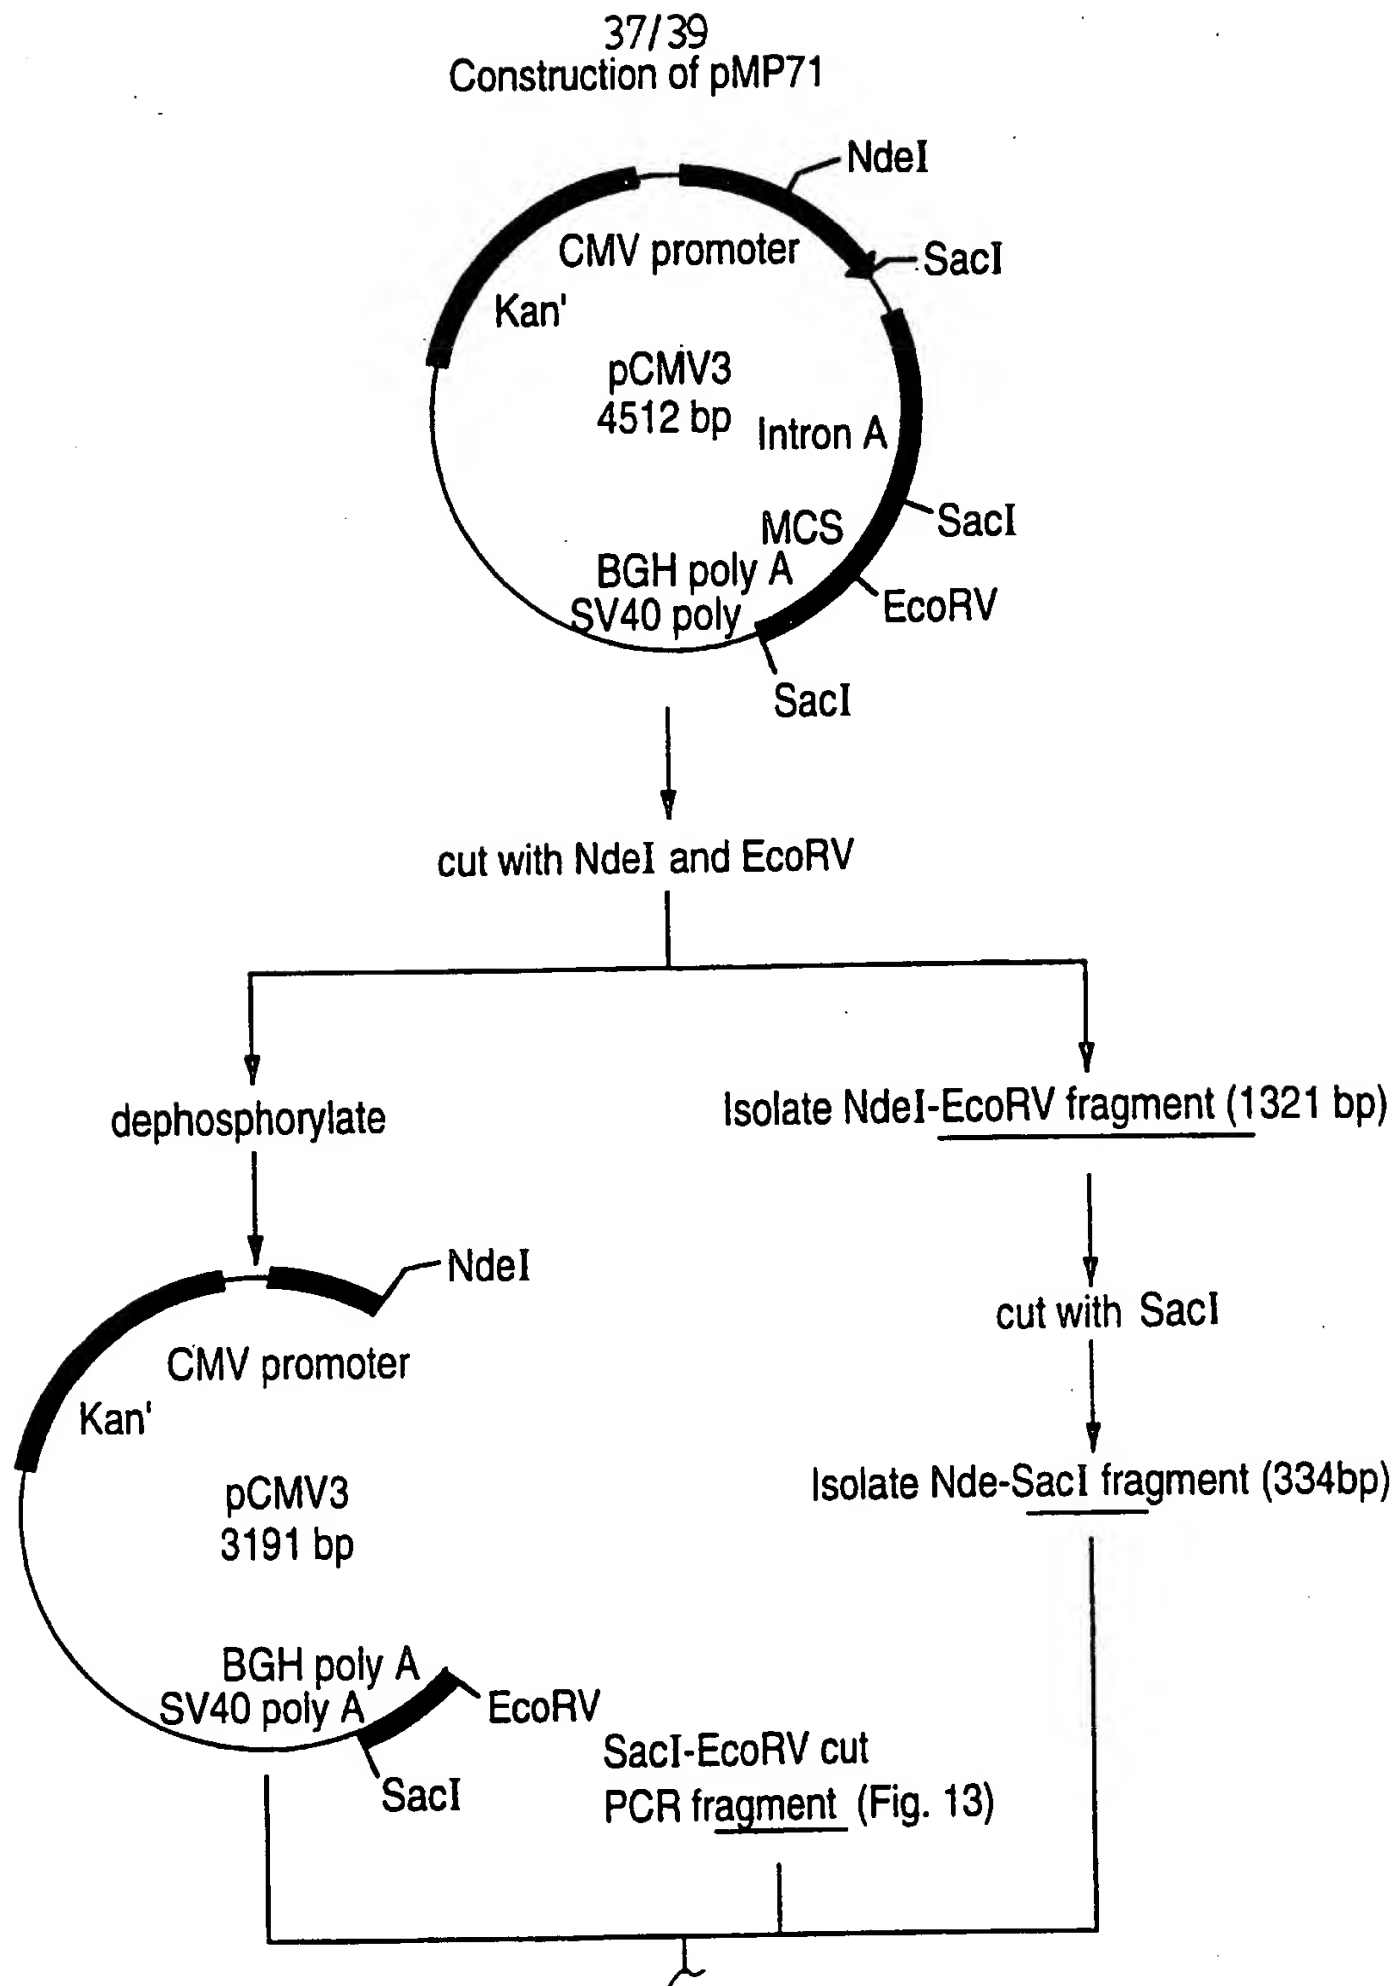 37/39
Construction of pMP71
NdeI
CMV promoter
SacI
Kan'
pCMV3
4512 bp
Intron A
SacI
MCS
BGH poly A
EcoRV
SV40 poly
SacI
cut with NdeI and EcoRV
dephosphorylate
Isolate NdeI-EcoRV fragment (1321 bp)
NdeI
cut with SacI
CMV promoter
Kan'
Isolate Nde-SacI fragment (334bp)
pCMV3
3191 bp
BGH poly A
SV40 poly A
EcoRV
SacI
SacI-EcoRV cut
PCR fragment (Fig. 13)